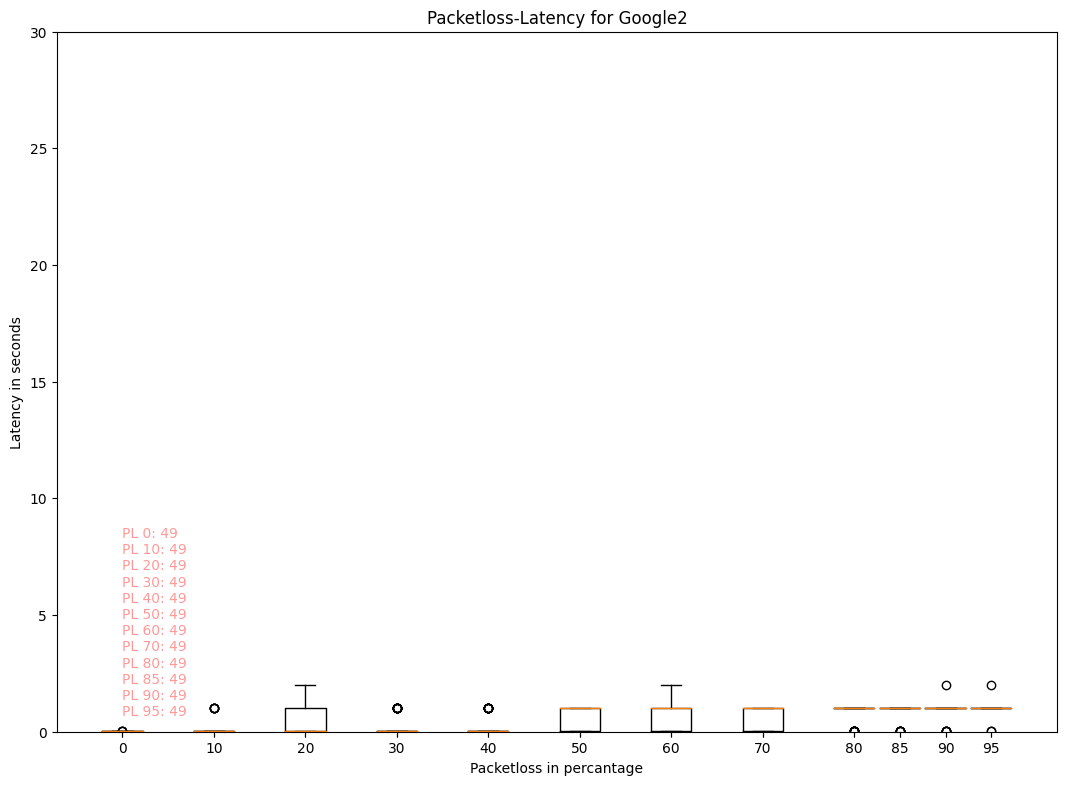 Packetloss-Latency for Google2
30
25
20
15
10
5
0
Latency in seconds
PL 0: 49
PL 10: 49
PL 20: 49
PL 30: 49
PL 40: 49
PL 50: 49
PL 60: 49
PL 70: 49
PL 80: 49
PL 85: 49
PL 90: 49
PL 95: 49
0 10 20 30 40 50 60 70 80 85 90 95
Packetloss in percantage